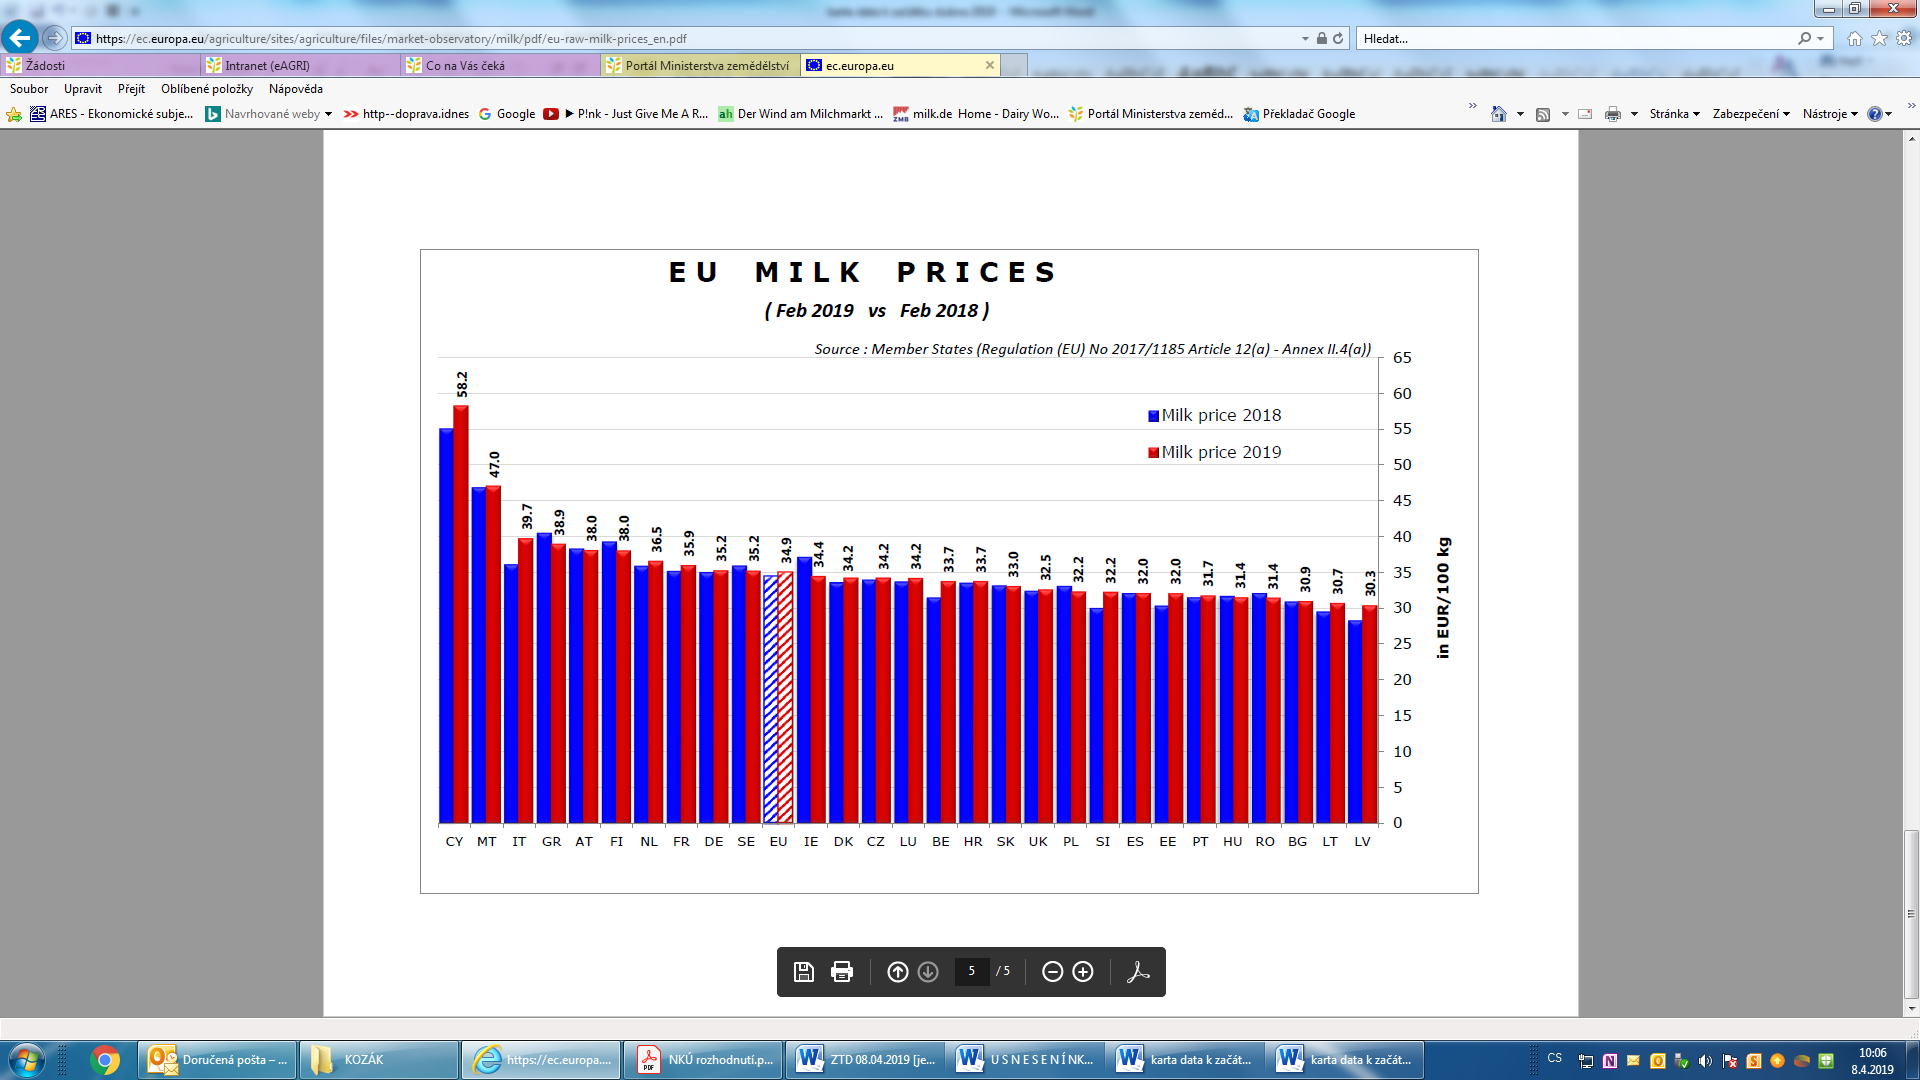 https://ec.europa.eu/agriculture/sites/agriculture/files/market-observatory/milk/pdf/eu-raw-milk-prices_en.pdf
Hledat...
Žádosti
Intranet (eAGRI)
Co na Vás čeká
Portál Ministerstva zemědělství
ec.europa.eu
Soubor Upravit Přejít Oblíbené položky Nápověda
ARES - Ekonomické subje... Navrhované weby http--doprava.idnes Google ► P!nk - Just Give Me A R... Der Wind am Milchmarkt ... milk.de Home - Dairy Wo... Portál Ministerstva zeměd... Překladač Google
Stránka Zabezpečení Nástroje
EU MILK PRICES
( Feb 2019 vs Feb 2018 )
Source : Member States (Regulation (EU) No 2017/1185 Article 12(a) - Annex II.4(a))
Milk price 2018
Milk price 2019
58.2 47.0 39.7 38.9 38.0 38.0 36.5 35.9 35.2 35.2 34.9 34.4 34.2 34.2 34.2 33.7 33.7 33.0 32.5 32.2 32.2 32.0 32.0 31.7 31.4 31.4 30.9 30.7 30.3
65
60
55
50
45
40
35
30
25
20
15
10
5
0
in EUR/100 kg
CY MT IT GR AT FI NL FR DE SE EU IE DK CZ LU BE HR SK UK PL SI ES EE PT HU RO BG LT LV
5 / 5
Doručená pošta – ...
KOZÁK
https://ec.europa....
NKÚ rozhodnutí.p...
ZTD 08.04.2019 [je...
U S N E S E N Í NK...
karta data k začát...
karta data k začát...
CS
10:06
8.4.2019